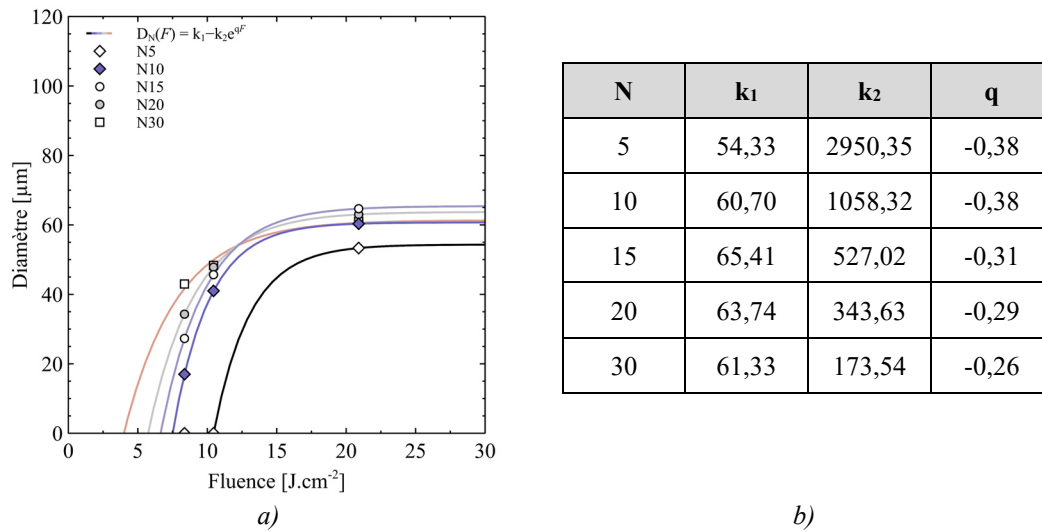 120
100
80
60
40
20
0
Diamètre [µm]
D_N(F) = k₁−k₂e^{qF}
N5
N10
N15
N20
N30
0 5 10 15 20 25 30
Fluence [J.cm⁻²]
a)
N k₁ k₂ q
5 54,33 2950,35 -0,38
10 60,70 1058,32 -0,38
15 65,41 527,02 -0,31
20 63,74 343,63 -0,29
30 61,33 173,54 -0,26
b)